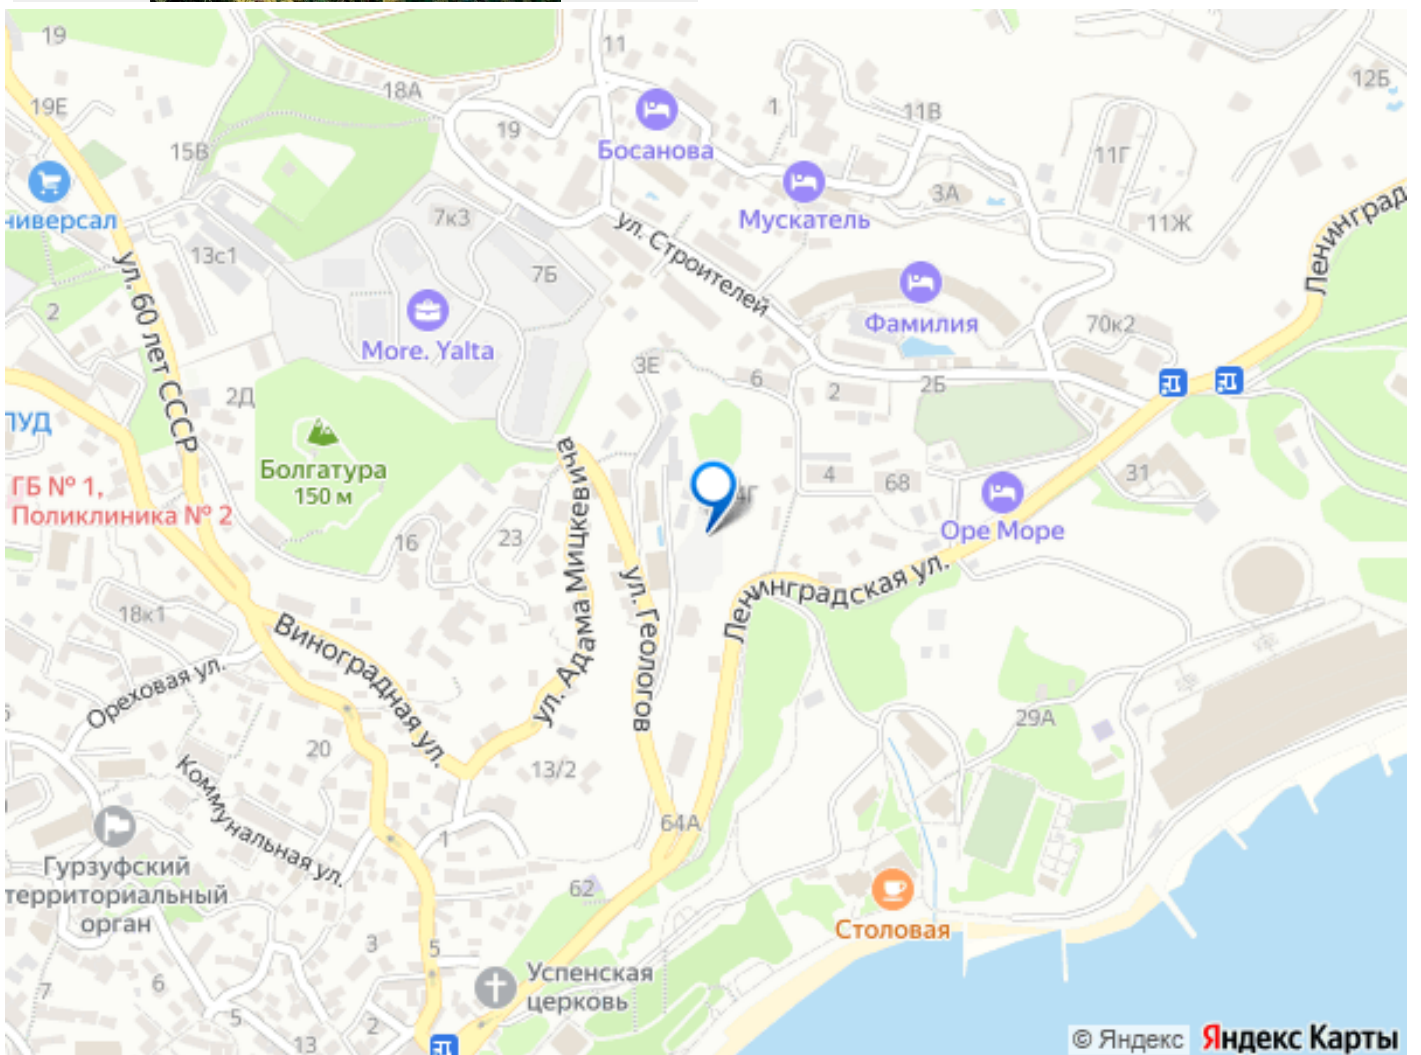 19
11
12Б
19Е
18А
1
11В
19
Босанова
15В
11Г
3А
7к3
Мускатель
ниверсал
ул. Строителей
11Ж
Ленинград
13с1
7Б
ул. 60 лет СССР
2
More. Yalta
Фамилия
70к2
3Е
6
2
2Б
2Д
ПУД
Болгатура
150 м
4
68
31
ГБ № 1,
Поликлиника № 2
4Г
Оре Море
16
23
ул. Адама Мицкевича
ул. Геологов
Ленинградская ул.
18к1
Виноградная ул.
Ореховая ул.
29А
20
13/2
Коммунальная ул.
64А
1
Гурзуфский
территориальный
орган
62
Столовая
3
5
Успенская
церковь
6
7
5
2
13
© Яндекс Яндекс Карты